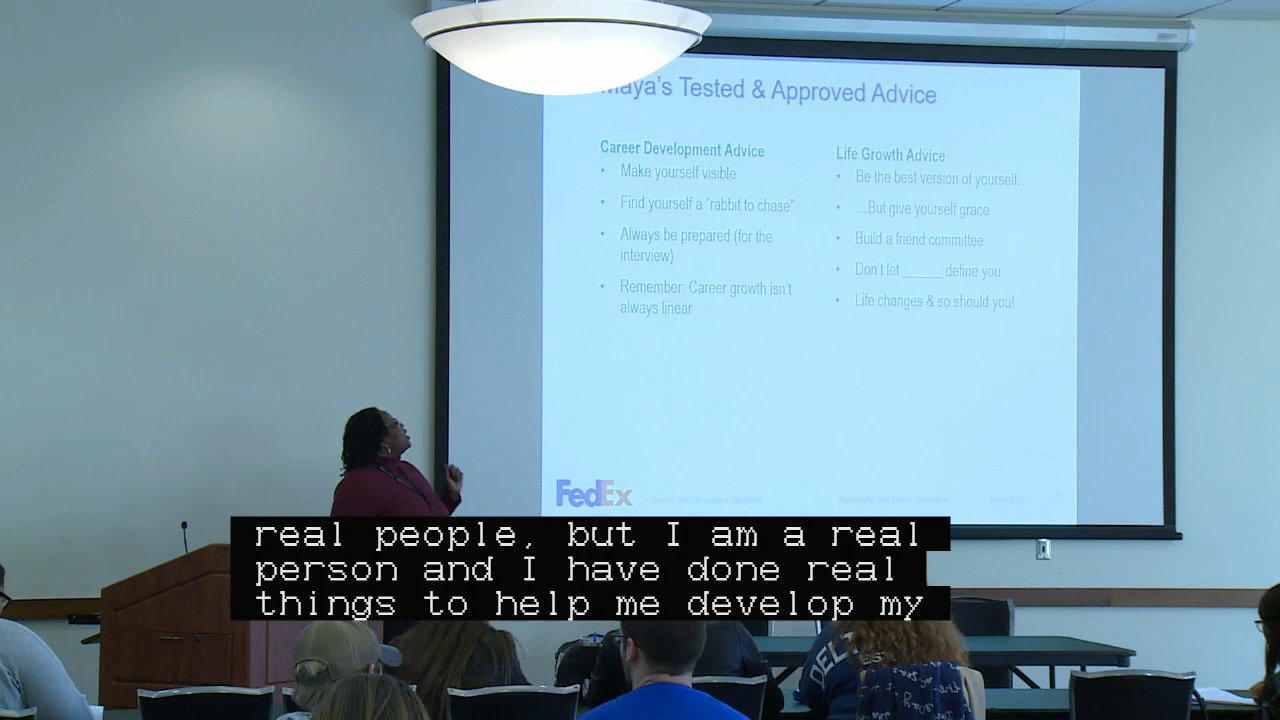 Maya's Tested & Approved Advice
Career Development Advice
• Make yourself visible
• Find yourself a "rabbit to chase"
• Always be prepared (for the
interview)
• Remember: Career growth isn't
always linear
Life Growth Advice
• Be the best version of yourself..
• ...But give yourself grace
• Build a friend committee
• Don't let ______ define you
• Life changes & so should you!
FedEx
real people, but I am a real
person and I have done real
things to help me develop my
DELT